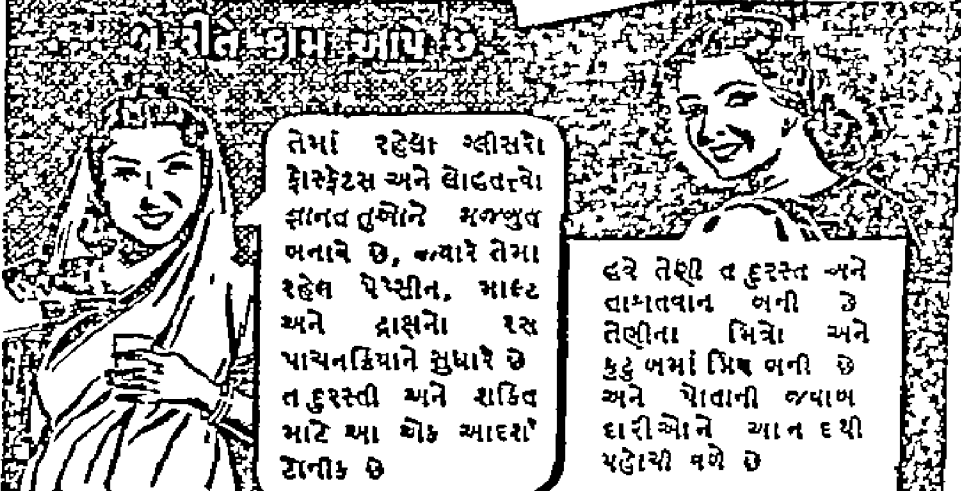 બે રીતે કામ આપે છે
તેમાં રહેલા ગ્લીસરો
ફોસ્ફેટસ અને લોહતત્ત્વો
જ્ઞાનત તુઓને મજબુત
બનાવે છે, જ્યારે તેમા
રહેલ પેપ્સીન, માલ્ટ
અને દ્રાક્ષનો રસ
પાચનક્રિયાને સુધારે છે
ત દુરસ્તી અને શક્તિ
માટે આ એક આદર્શ
ટોનીક છે
હવે તેણી ત દુરસ્ત અને
તાકાતવાન બની છે
તેણીના મિત્રો અને
કુટુ બમાં પ્રિય બની છે
અને પોતાની જવાબ
દારીઓને આન દથી
પહોચી વળે છે